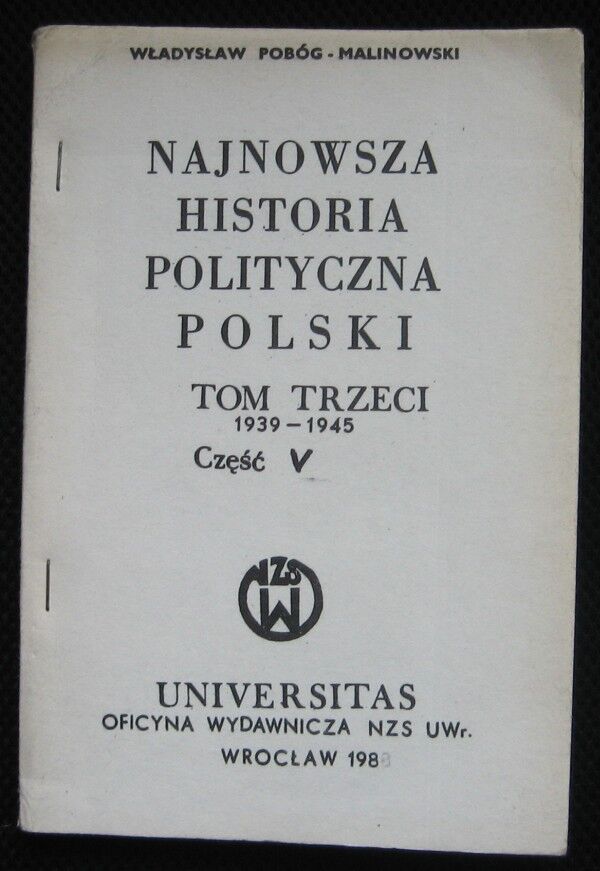 WŁADYSŁAW POBÓG - MALINOWSKI
NAJNOWSZA
HISTORIA
POLITYCZNA
POLSKI
TOM TRZECI
1939 – 1945
Część V
NZS
W
UNIVERSITAS
OFICYNA WYDAWNICZA NZS UWr.
WROCŁAW 1988